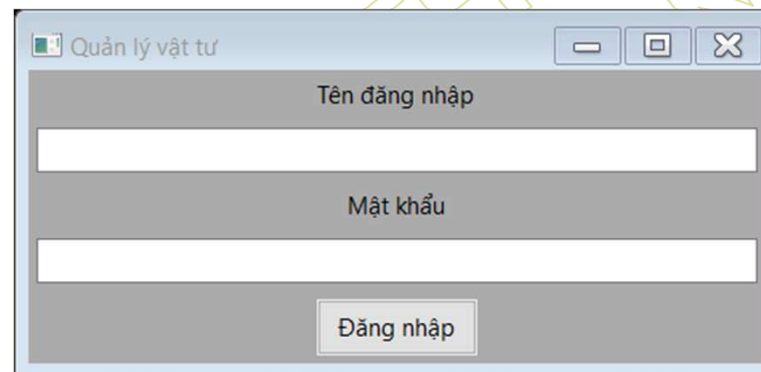 Quản lý vật tư
Tên đăng nhập
Mật khẩu
Đăng nhập